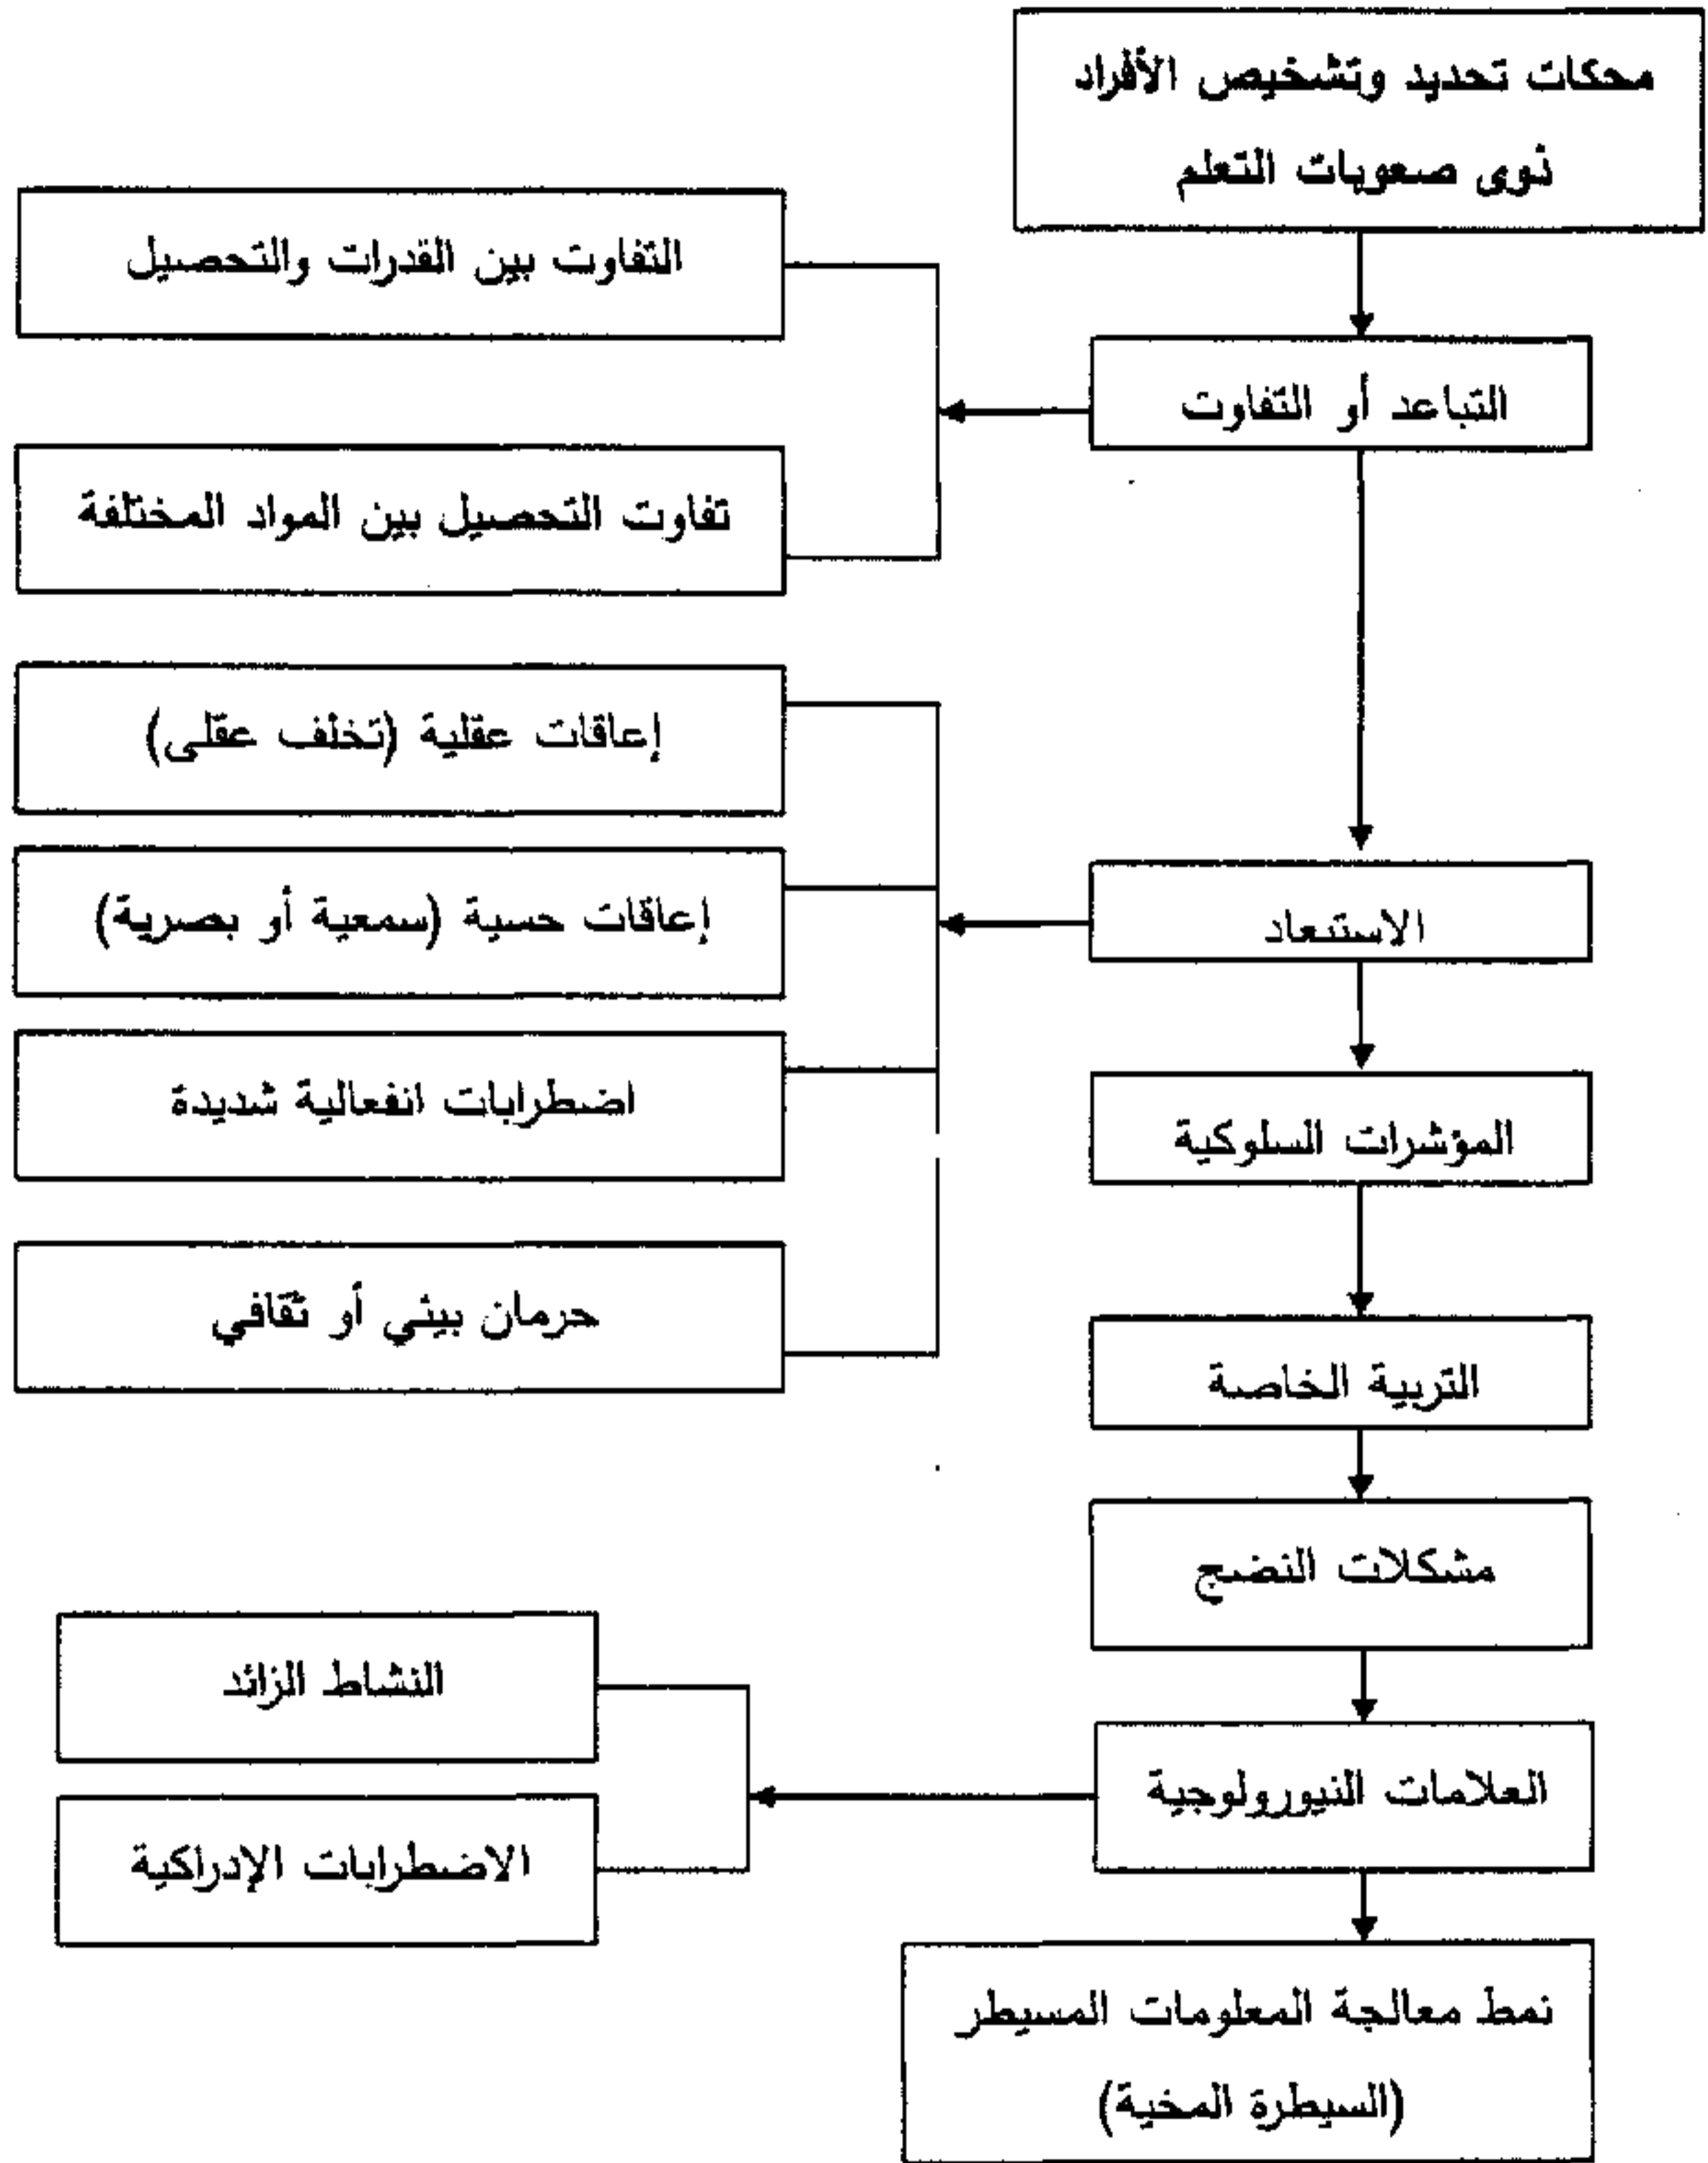 محكات تحديد وتشخيص الأفراد
ذوى صعوبات التعلم
التباعد أو التفاوت
التفاوت بين القدرات والتحصيل
تفاوت التحصيل بين المواد المختلفة
الاستبعاد
إعاقات عقلية (تخلف عقلى)
إعاقات حسية (سمعية أو بصرية)
اضطرابات انفعالية شديدة
حرمان بيئي أو ثقافي
المؤشرات السلوكية
التربية الخاصة
مشكلات النضج
العلامات النيورولوجية
النشاط الزائد
الاضطرابات الإدراكية
نمط معالجة المعلومات المسيطر
(السيطرة المخية)